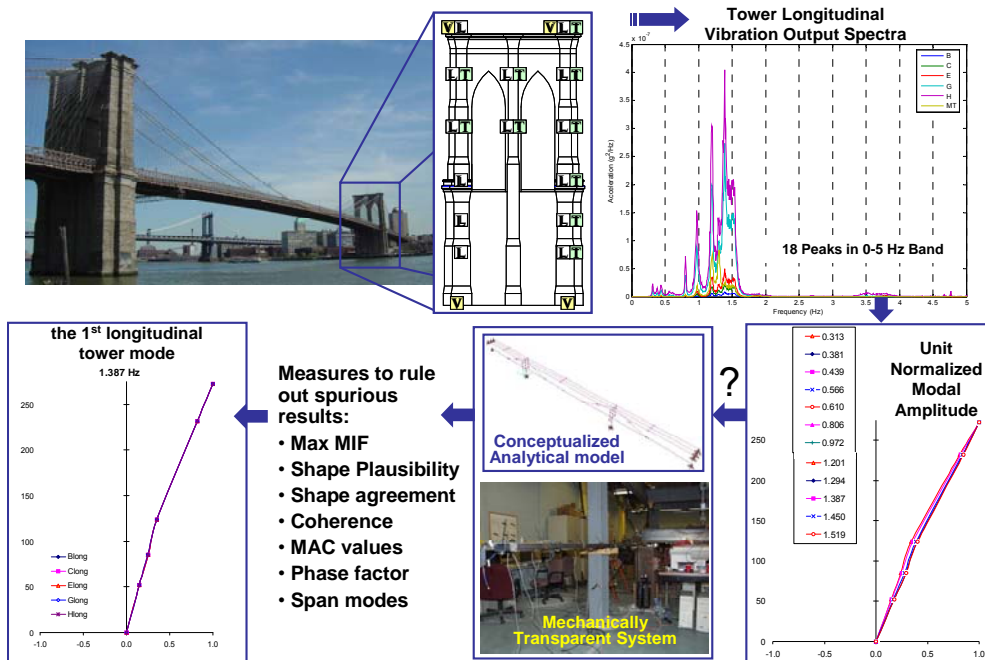 V L V L T
L T L T L T
L T L T L T
L L T
L L T
L L T
V V
Tower Longitudinal
Vibration Output Spectra
x 10^-7
4.5
4
3.5
3
2.5
2
1.5
1
0.5
0
Acceleration (g²/Hz)
B
C
E
G
H
MT
18 Peaks in 0-5 Hz Band
0 0.5 1 1.5 2 2.5 3 3.5 4 4.5 5
Frequency (Hz)
the 1st longitudinal
tower mode
1.387 Hz
250
200
150
100
50
0
Blong
Clong
Elong
Glong
Hlong
-1.0 -0.5 0.0 0.5 1.0
Measures to rule
out spurious
results:
• Max MIF
• Shape Plausibility
• Shape agreement
• Coherence
• MAC values
• Phase factor
• Span modes
Conceptualized
Analytical model
Mechanically
Transparent System
?
0.313
0.381
0.439
0.566
0.610
0.806
0.972
1.201
1.294
1.387
1.450
1.519
Unit
Normalized
Modal
Amplitude
250
200
150
100
50
0
-1.0 -0.5 0.0 0.5 1.0